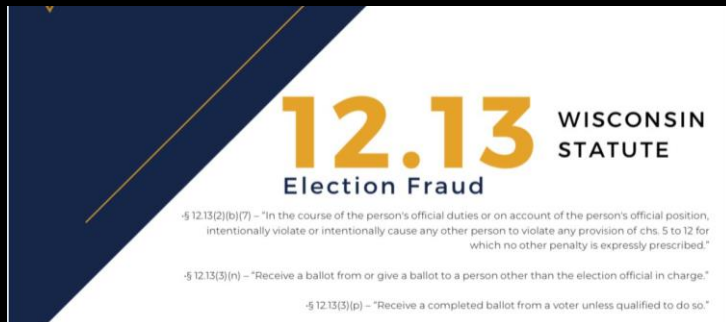 12.13
WISCONSIN
STATUTE
Election Fraud
-§ 12.13(2)(b)(7) – "In the course of the person's official duties or on account of the person's official position,
intentionally violate or intentionally cause any other person to violate any provision of chs. 5 to 12 for
which no other penalty is expressly prescribed."
-§ 12.13(3)(n) – "Receive a ballot from or give a ballot to a person other than the election official in charge."
-§ 12.13(3)(p) – "Receive a completed ballot from a voter unless qualified to do so."